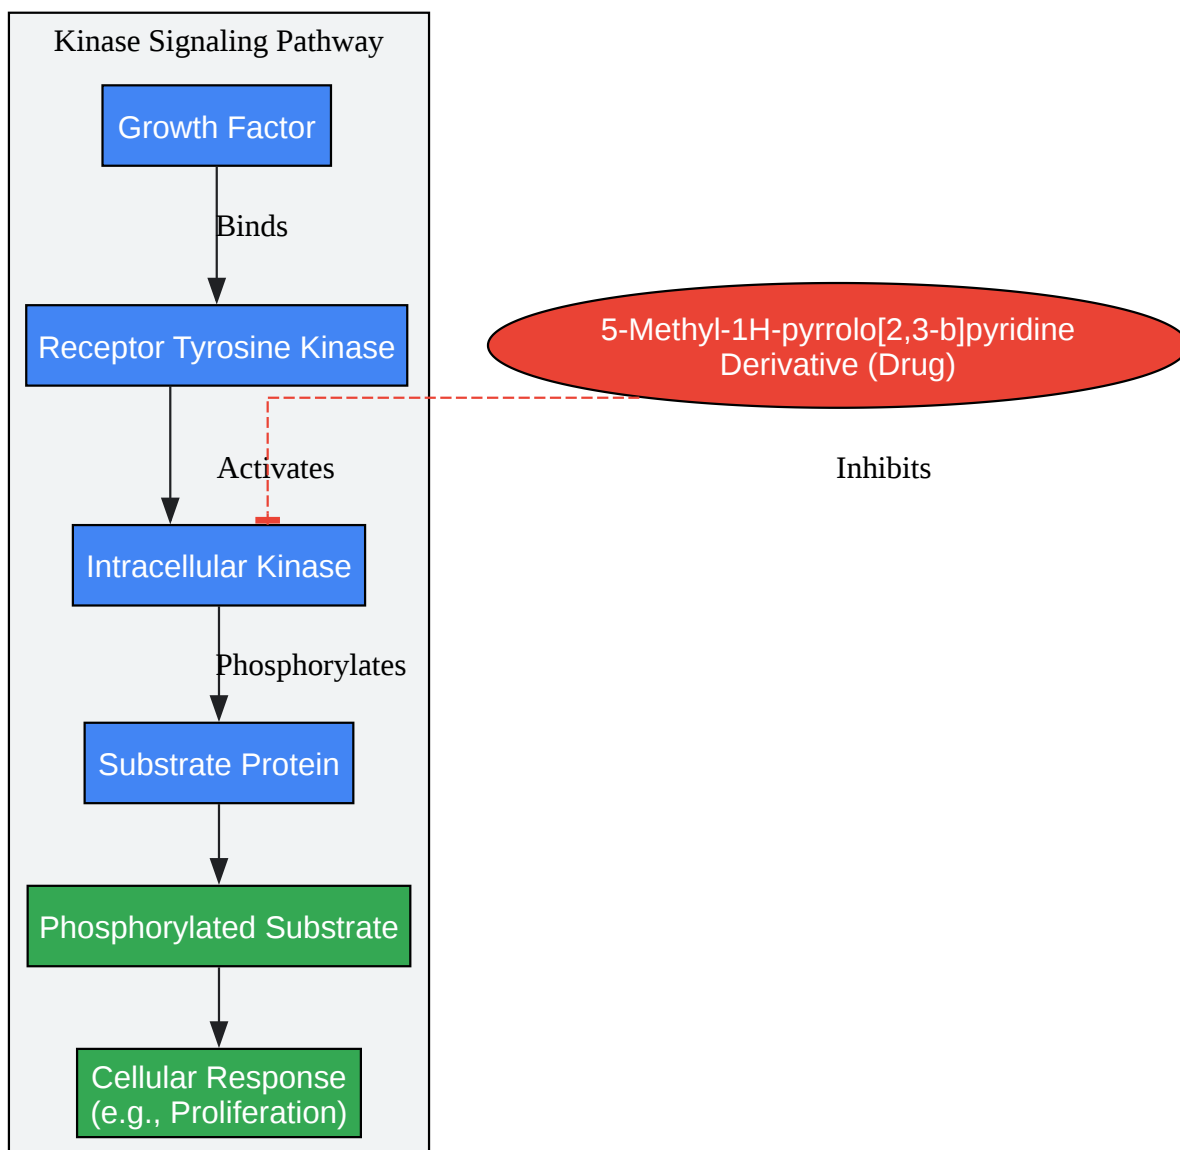 Kinase Signaling Pathway
Growth Factor
Binds
Receptor Tyrosine Kinase
5-Methyl-1H-pyrrolo[2,3-b]pyridine
Derivative (Drug)
Activates
Inhibits
Intracellular Kinase
Phosphorylates
Substrate Protein
Phosphorylated Substrate
Cellular Response
(e.g., Proliferation)